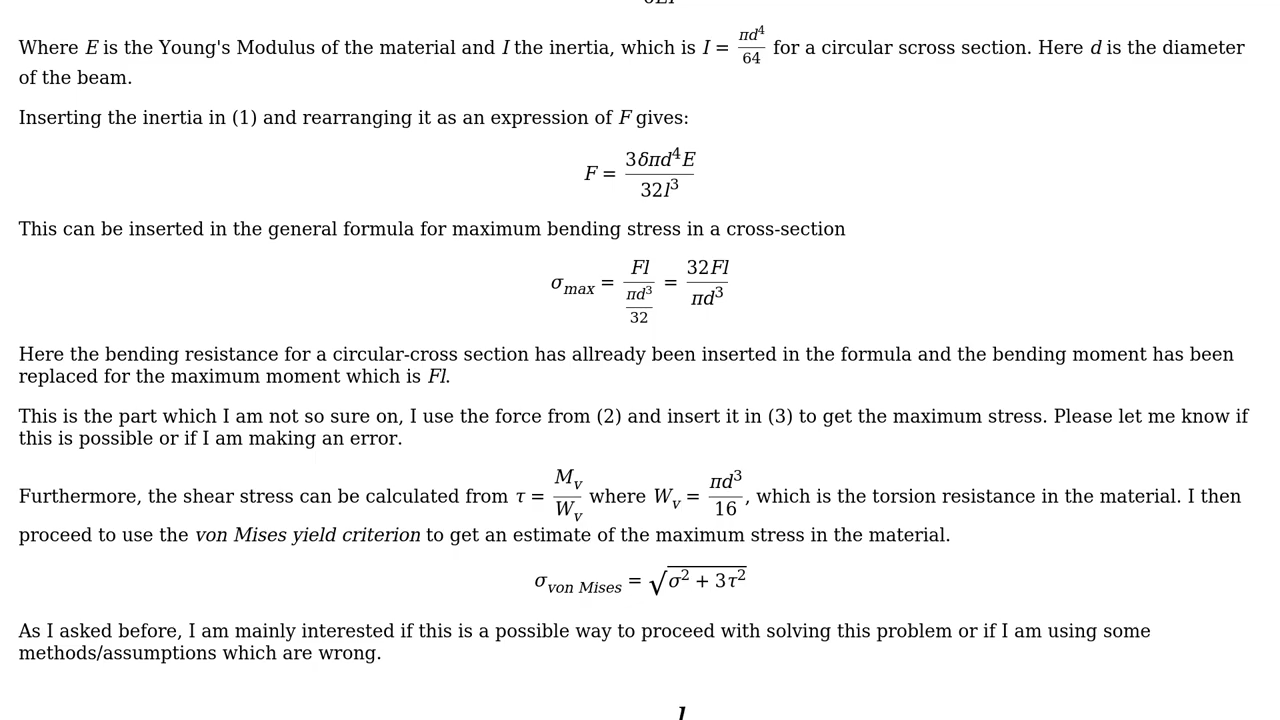 Where E is the Young's Modulus of the material and I the inertia, which is I = πd⁴/64 for a circular scross section. Here d is the diameter
of the beam.
Inserting the inertia in (1) and rearranging it as an expression of F gives:
F = 3δπd⁴E/32l³
This can be inserted in the general formula for maximum bending stress in a cross-section
σ_max = Fl/(πd³/32) = 32Fl/πd³
Here the bending resistance for a circular-cross section has allready been inserted in the formula and the bending moment has been
replaced for the maximum moment which is Fl.
This is the part which I am not so sure on, I use the force from (2) and insert it in (3) to get the maximum stress. Please let me know if
this is possible or if I am making an error.
Furthermore, the shear stress can be calculated from τ = M_v/W_v where W_v = πd³/16, which is the torsion resistance in the material. I then
proceed to use the von Mises yield criterion to get an estimate of the maximum stress in the material.
σ_von Mises = √(σ² + 3τ²)
As I asked before, I am mainly interested if this is a possible way to proceed with solving this problem or if I am using some
methods/assumptions which are wrong.